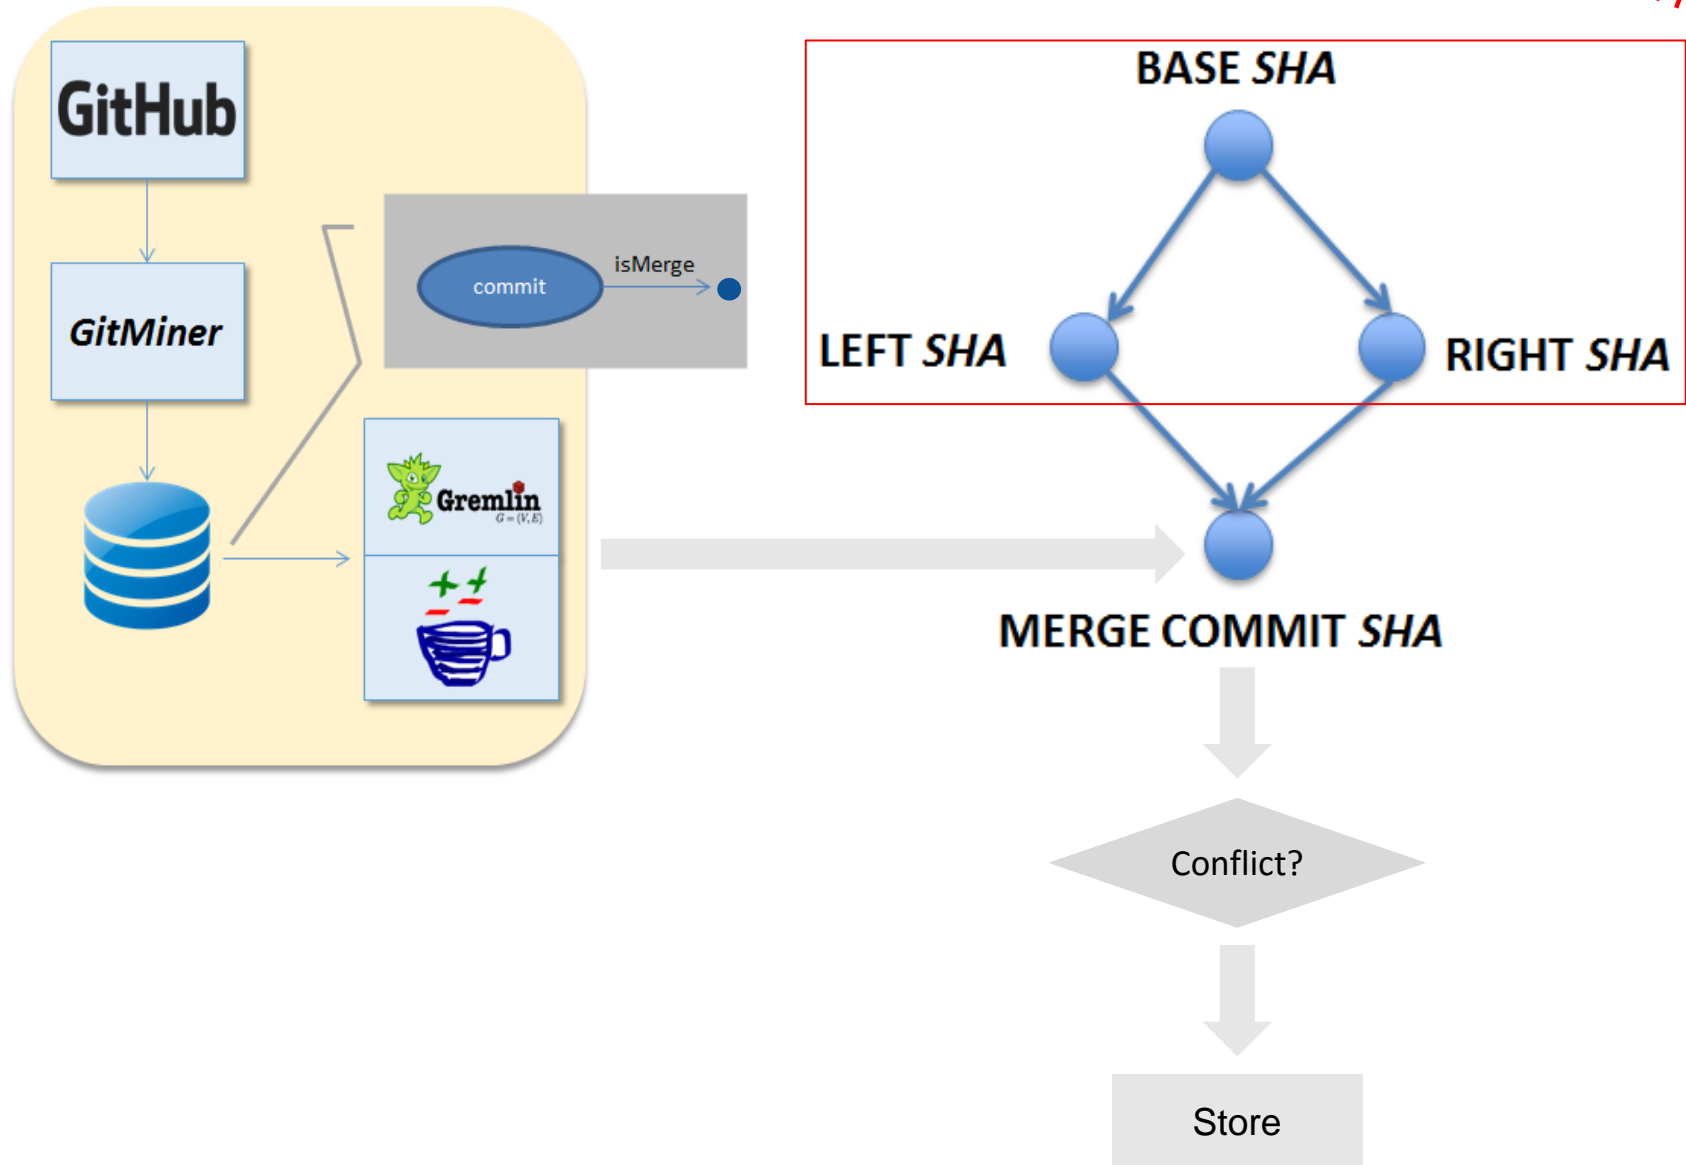 GitHub
GitMiner
commit
isMerge
Gremlin
G = (V, E)
BASE SHA
LEFT SHA
RIGHT SHA
MERGE COMMIT SHA
Conflict?
Store